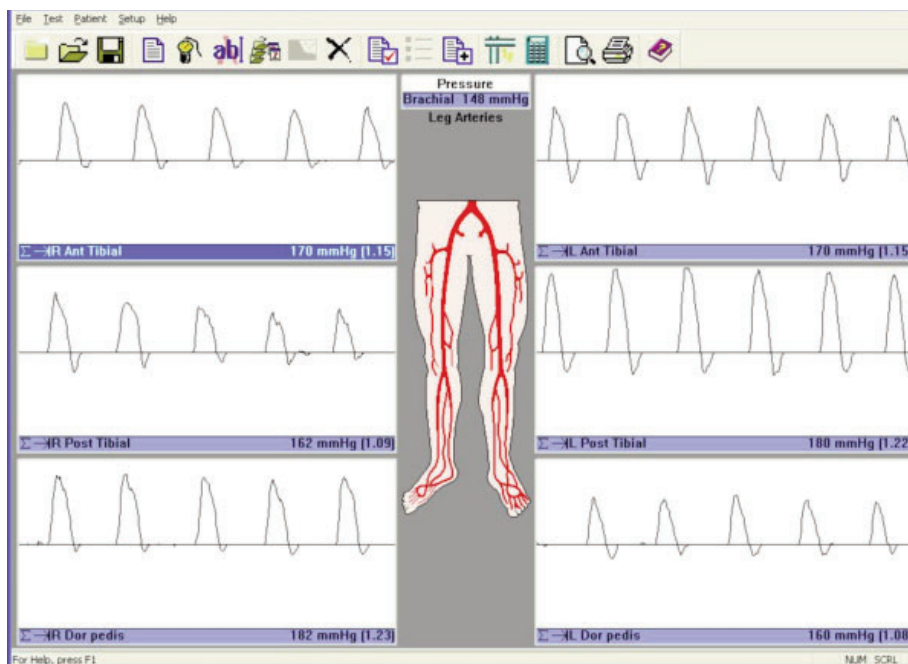 File Test Patient Setup Help
abl
Pressure
Brachial 148 mmHg
Leg Arteries
R Ant Tibial 170 mmHg (1.15)
L Ant Tibial 170 mmHg (1.15
R Post Tibial 162 mmHg (1.09)
L Post Tibial 180 mmHg (1.22
R Dor pedis 182 mmHg (1.23)
L Dor pedis 160 mmHg (1.08
For Help, press F1 NUM SCRL